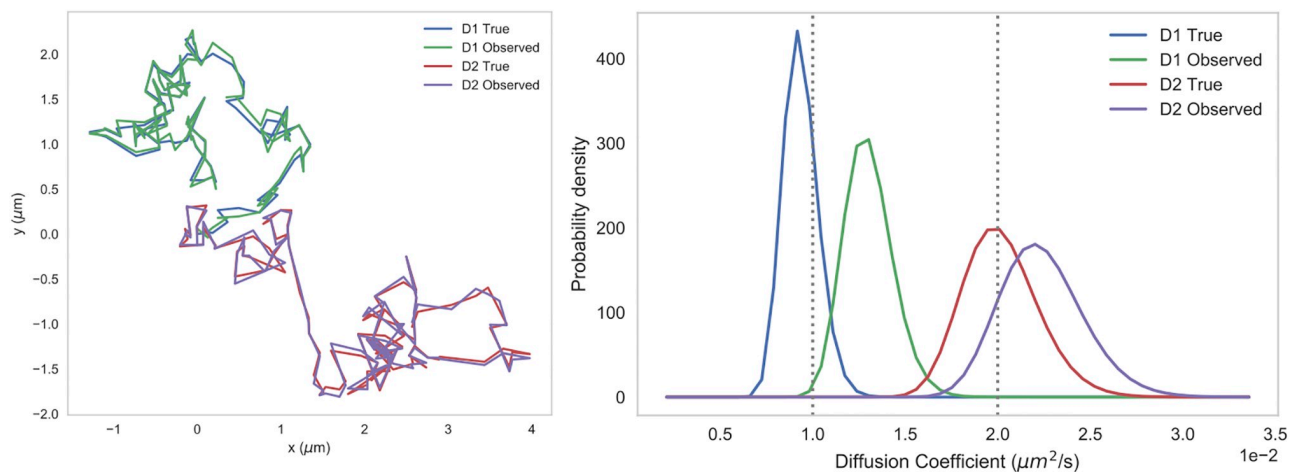 D1 True
D1 Observed
D2 True
D2 Observed
2.0
1.5
1.0
0.5
0.0
−0.5
−1.0
−1.5
−2.0
y (μm)
−1
0
1
2
3
4
x (μm)
D1 True
D1 Observed
D2 True
D2 Observed
400
300
200
100
0
Probability density
0.5
1.0
1.5
2.0
2.5
3.0
3.5
1e−2
Diffusion Coefficient (μm²/s)